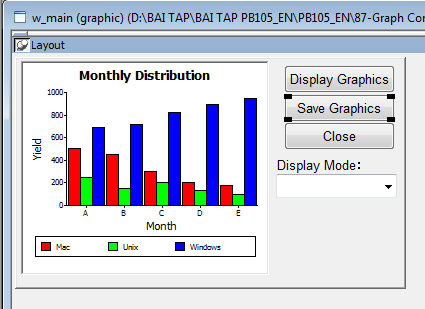 w_main (graphic) (D:\BAI TAP\BAI TAP PB105_EN\PB105_EN\87-Graph Con
Layout
Monthly Distribution
Display Graphics
Save Graphics
Close
Display Mode:
Yield
1000
800
600
400
200
0
A B C D E
Month
Mac Unix Windows